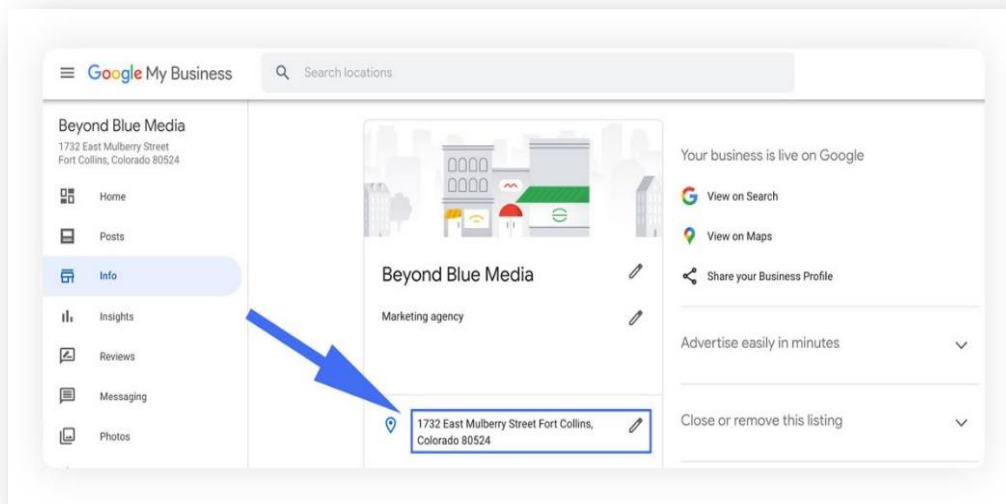 Google My Business
Search locations
Beyond Blue Media
1732 East Mulberry Street
Fort Collins, Colorado 80524
Home
Posts
Info
Insights
Reviews
Messaging
Photos
Beyond Blue Media
Marketing agency
1732 East Mulberry Street Fort Collins,
Colorado 80524
Your business is live on Google
View on Search
View on Maps
Share your Business Profile
Advertise easily in minutes
Close or remove this listing